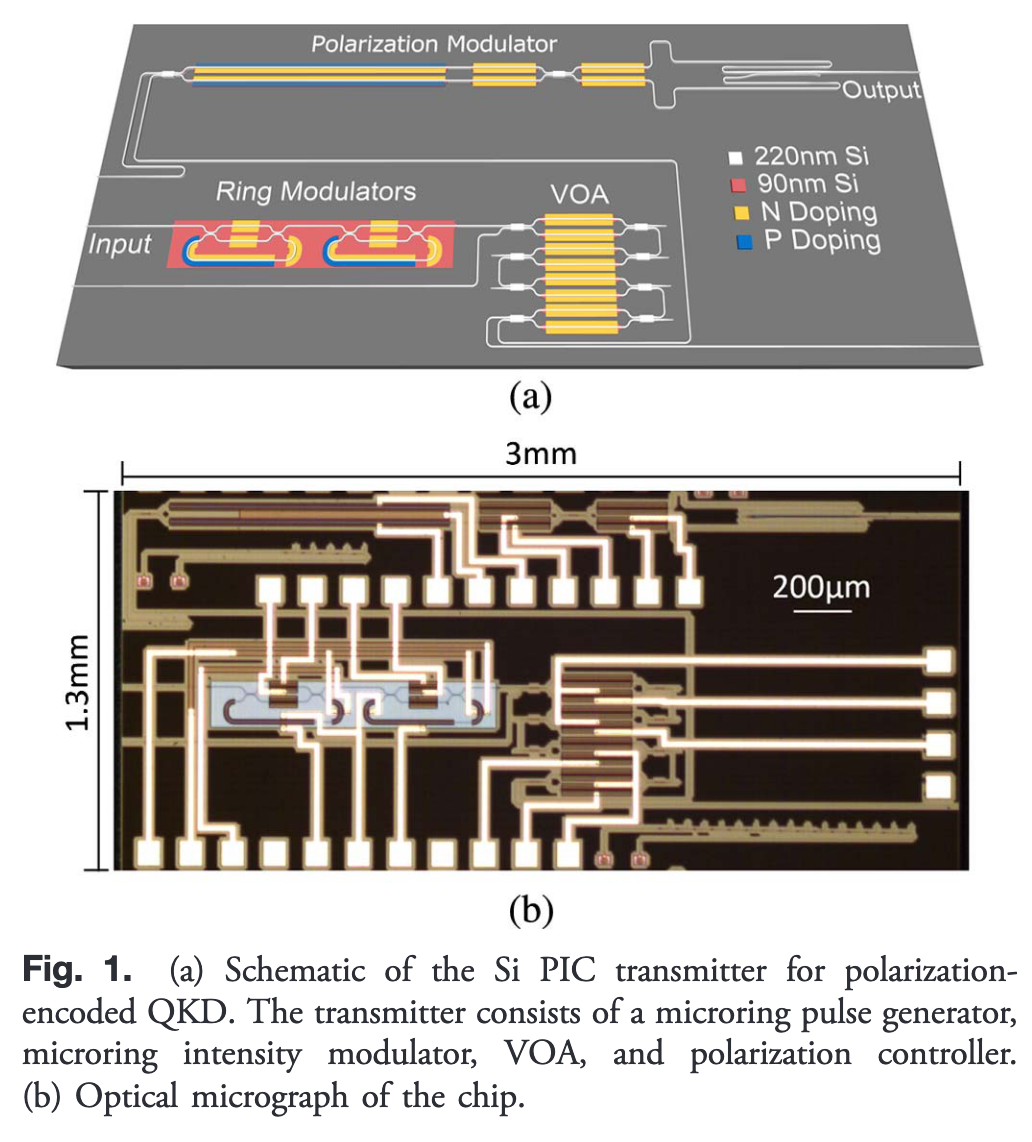 Polarization Modulator
Output
220nm Si
90nm Si
N Doping
P Doping
Ring Modulators
VOA
Input
(a)
3mm
1.3mm
200μm
(b)
Fig. 1. (a) Schematic of the Si PIC transmitter for polarization-
encoded QKD. The transmitter consists of a microring pulse generator,
microring intensity modulator, VOA, and polarization controller.
(b) Optical micrograph of the chip.